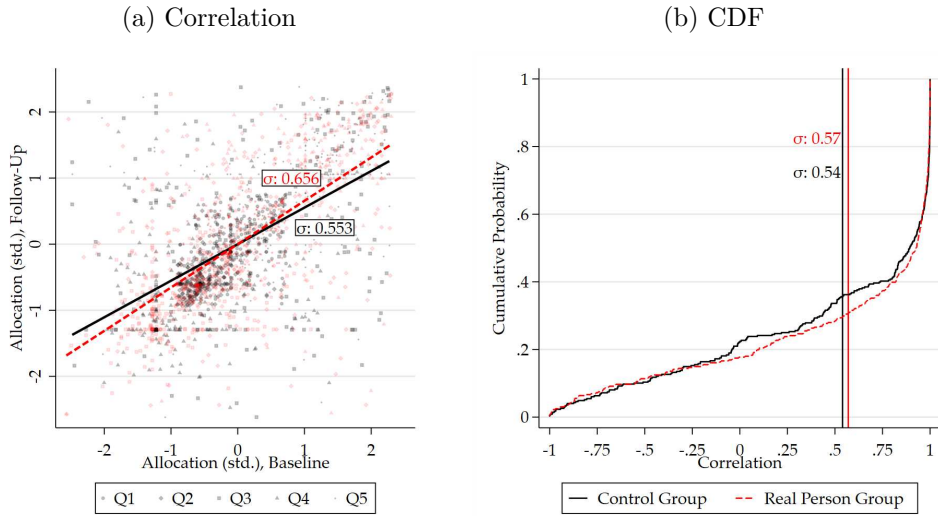 (a) Correlation
Allocation (std.), Follow-Up
2
1
0
-1
-2
σ: 0.656
σ: 0.553
-2
-1
0
1
2
Allocation (std.), Baseline
Q1 Q2 Q3 Q4 Q5
(b) CDF
Cumulative Probability
1
.8
.6
.4
.2
0
σ: 0.57
σ: 0.54
-1 -.75 -.5 -.25 0 .25 .5 .75 1
Correlation
Control Group Real Person Group